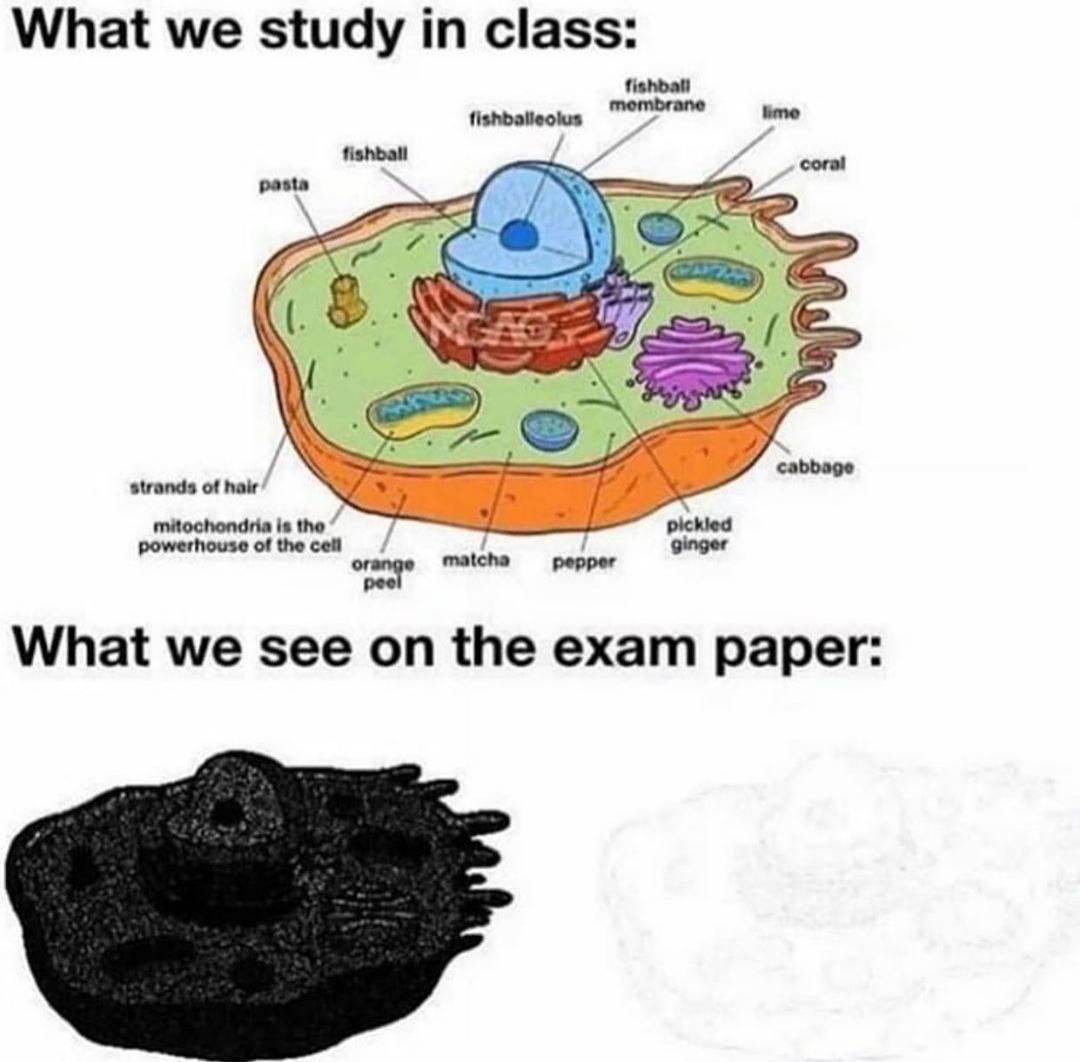 What we study in class:
fishball
membrane
fishballeolus
lime
fishball
coral
pasta
cabbage
strands of hair
mitochondria is the
powerhouse of the cell
pickled
ginger
orange
peel
matcha
pepper
What we see on the exam paper: